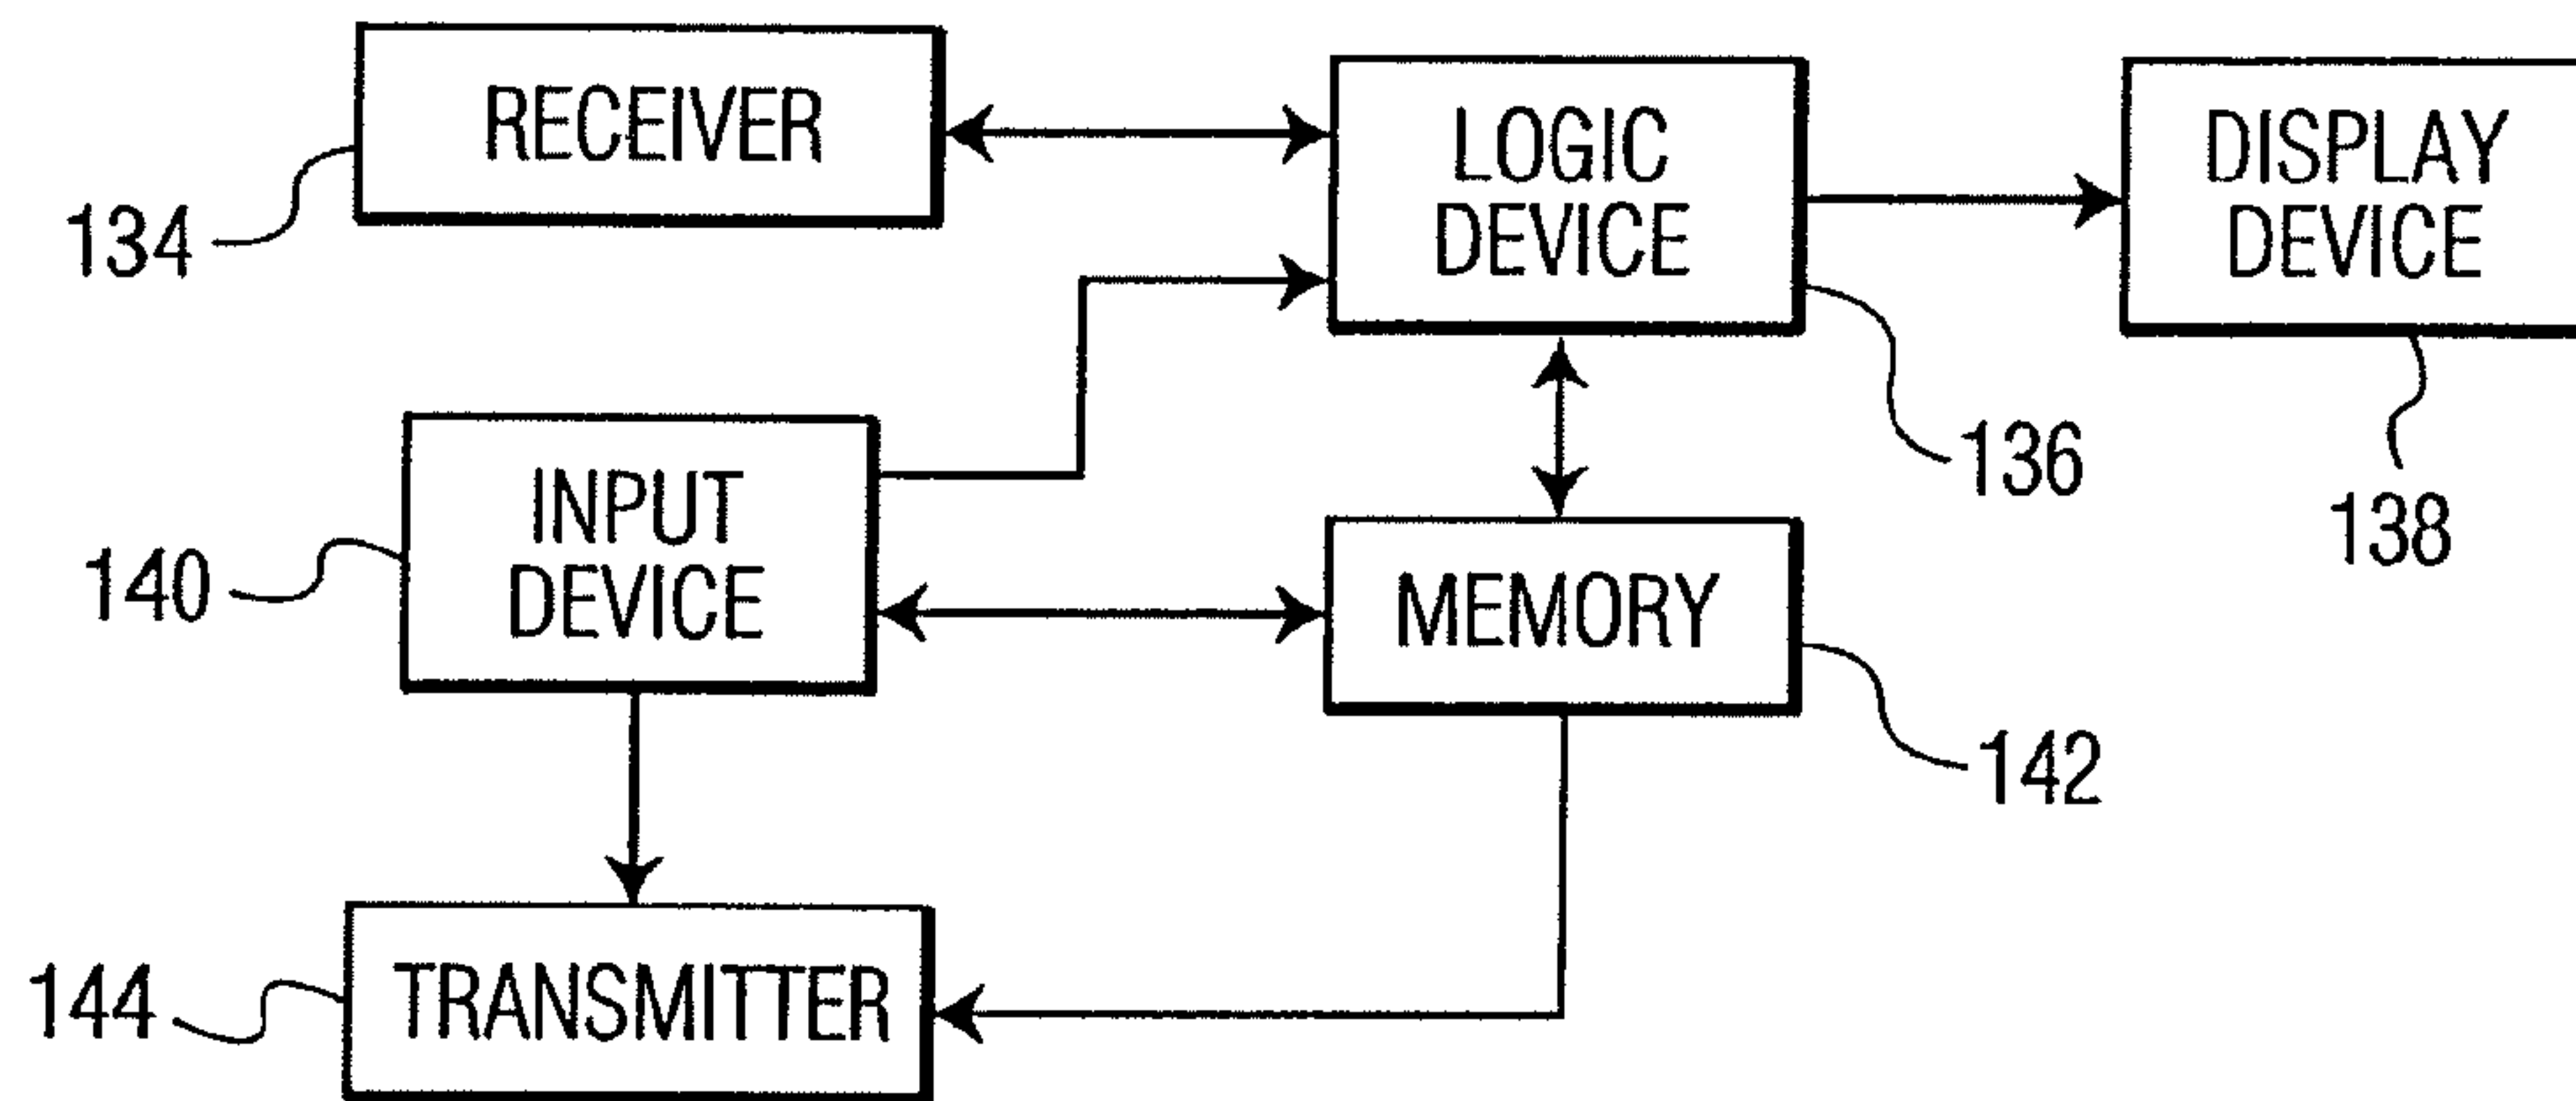 RECEIVER
134
LOGIC
DEVICE
136
DISPLAY
DEVICE
138
INPUT
DEVICE
140
MEMORY
142
TRANSMITTER
144